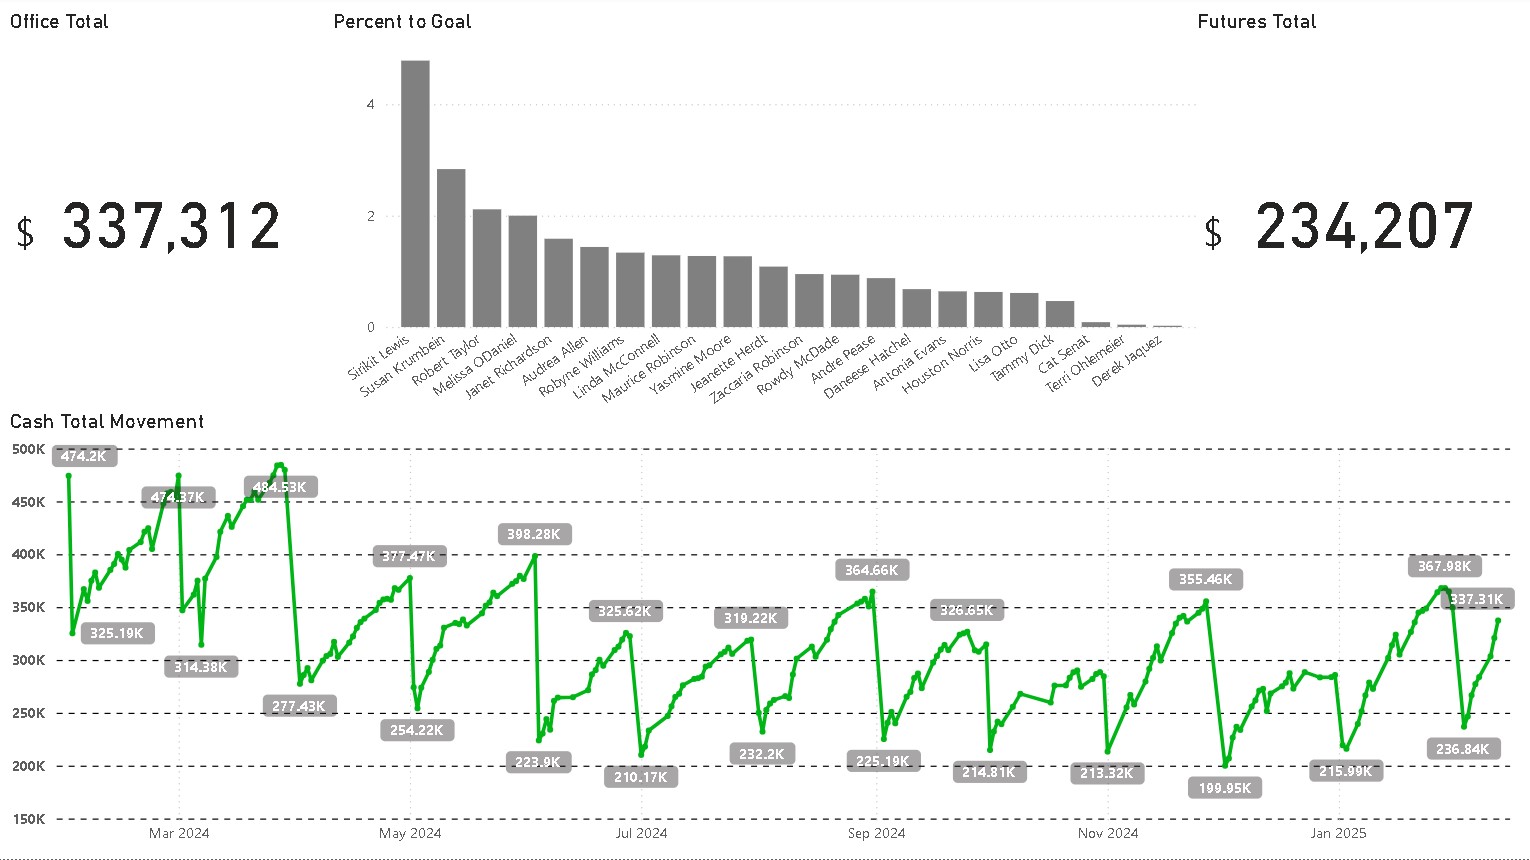 Office Total
Percent to Goal
Futures Total
$ 337,312
4
2
0
Sirikit Lewis
Susan Krumbein
Robert Taylor
Melissa ODaniel
Janet Richardson
Audrea Allen
Robyne Williams
Linda McConnell
Maurice Robinson
Yasmine Moore
Jeanette Herdt
Zaccaria Robinson
Rowdy McDade
Andre Pease
Daneese Hatchel
Antonia Evans
Houston Norris
Lisa Otto
Tammy Dick
Cat Senat
Terri Ohlemeier
Derek Jaquez
$ 234,207
Cash Total Movement
500K
450K
400K
350K
300K
250K
200K
150K
474.2K
325.19K
474.37K
314.38K
484.53K
277.43K
377.47K
254.22K
398.28K
223.9K
325.62K
210.17K
319.22K
232.2K
364.66K
225.19K
326.65K
214.81K
213.32K
355.46K
199.95K
215.99K
367.98K
236.84K
337.31K
Mar 2024
May 2024
Jul 2024
Sep 2024
Nov 2024
Jan 2025